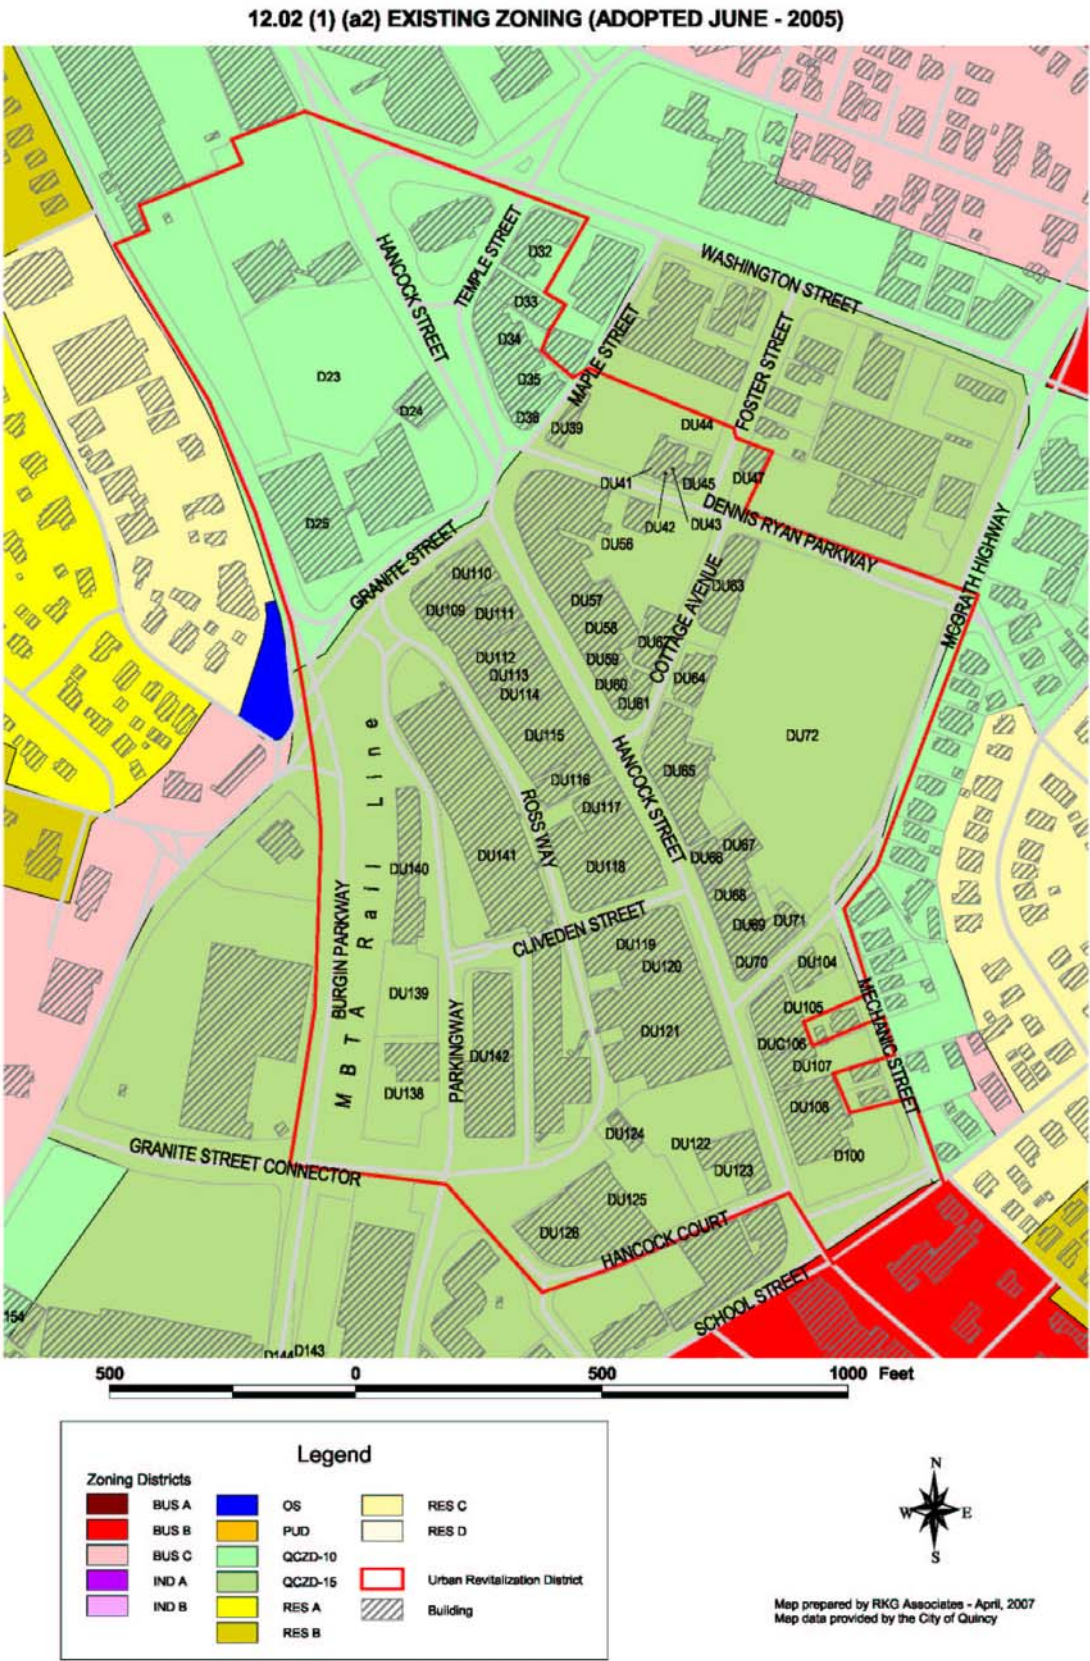 12.02 (1) (a2) EXISTING ZONING (ADOPTED JUNE - 2005)
WASHINGTON STREET
HANCOCK STREET
TEMPLE STREET
D32
D33
D34
D35
D38
MAPLE STREET
FOSTER STREET
D23
D24
D25
DU39
DU44
DU41
DU45
DU47
DU42
DU43
DENNIS RYAN PARKWAY
DU56
GRANITE STREET
MCGRATH HIGHWAY
DU110
DU109
DU111
DU57
DU58
DU59
DU60
DU61
DU62
DU63
COTTAGE AVENUE
DU64
DU112
DU113
DU114
DU115
DU116
DU117
DU118
HANCOCK STREET
DU65
DU72
ROSS WAY
DU66
DU67
DU68
DU69
DU71
DU70
DU141
DU140
BURGIN PARKWAY
MBTA Rail Line
CLIVEDEN STREET
DU119
DU120
DU121
DU104
DU105
DUC106
DU107
DU108
D100
MECHANIC STREET
DU139
DU138
PARKINGWAY
DU142
DU124
DU122
DU123
DU125
DU126
GRANITE STREET CONNECTOR
HANCOCK COURT
SCHOOL STREET
154
D144
D143
500 0 500 1000 Feet
Legend
Zoning Districts
BUS A
BUS B
BUS C
IND A
IND B
OS
PUD
QCZD-10
QCZD-15
RES A
RES B
RES C
RES D
Urban Revitalization District
Building
N
W E
S
Map prepared by RKG Associates - April, 2007
Map data provided by the City of Quincy